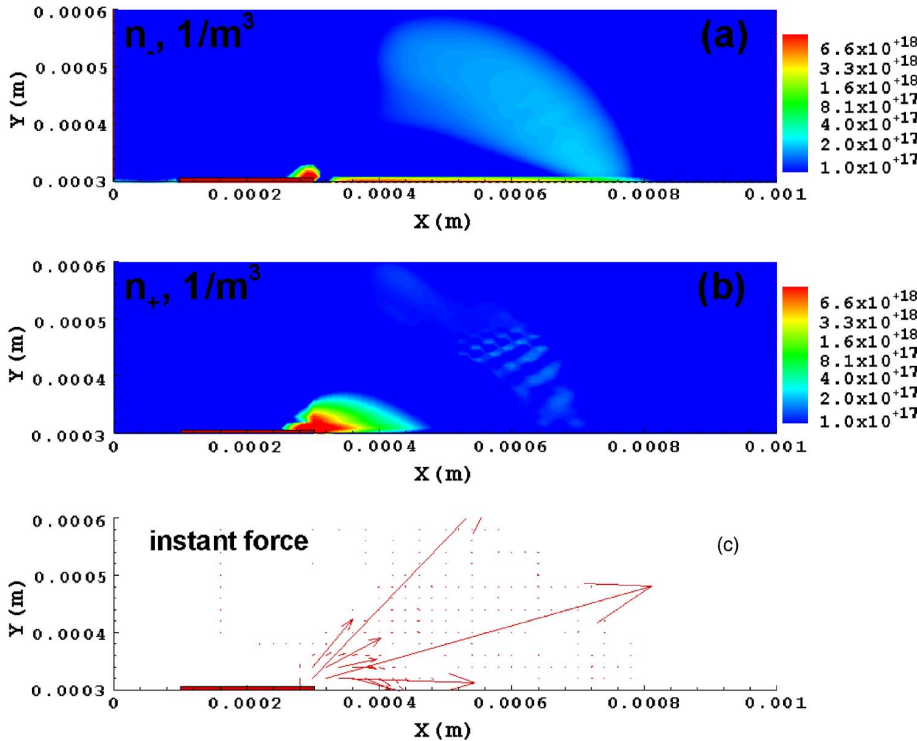 n-, 1/m³
(a)
Y (m)
0.0006
0.0005
0.0004
0.0003
0
0.0002
0.0004
0.0006
0.0008
0.001
X (m)
6.6x10⁺¹⁸
3.3x10⁺¹⁸
1.6x10⁺¹⁸
8.1x10⁺¹⁷
4.0x10⁺¹⁷
2.0x10⁺¹⁷
1.0x10⁺¹⁷
n₊, 1/m³
(b)
Y (m)
0.0006
0.0005
0.0004
0.0003
0
0.0002
0.0004
0.0006
0.0008
0.001
X (m)
6.6x10⁺¹⁸
3.3x10⁺¹⁸
1.6x10⁺¹⁸
8.1x10⁺¹⁷
4.0x10⁺¹⁷
2.0x10⁺¹⁷
1.0x10⁺¹⁷
instant force
(c)
Y (m)
0.0006
0.0005
0.0004
0.0003
0
0.0002
0.0004
0.0006
0.0008
0.001
X (m)